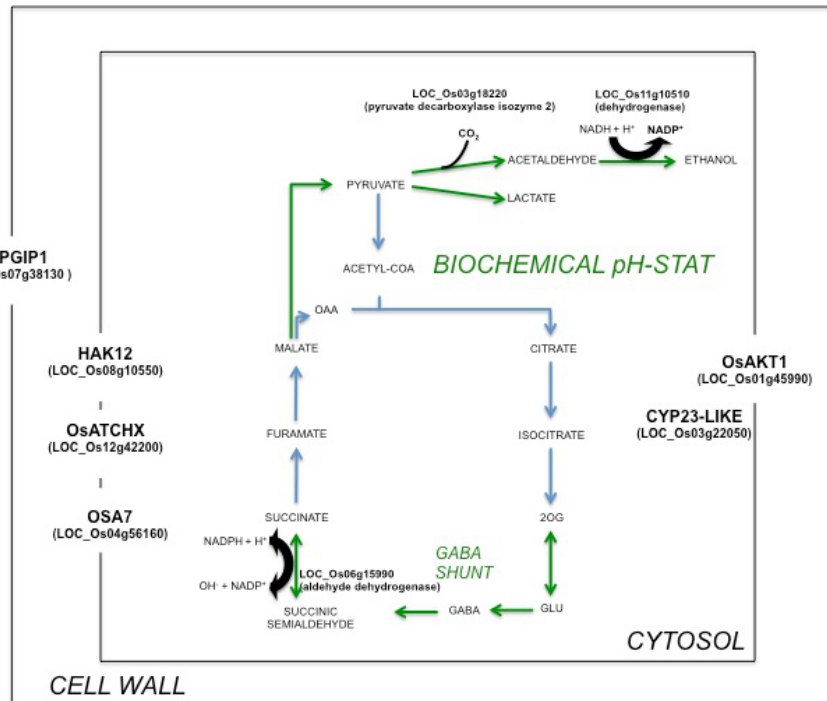 LOC_Os03g18220
(pyruvate decarboxylase isozyme 2)
LOC_Os11g10510
(dehydrogenase)
CO2
NADH + H+ NADP+
ACETALDEHYDE
ETHANOL
PYRUVATE
LACTATE
PGIP1
s07g38130 )
ACETYL-COA
BIOCHEMICAL pH-STAT
OAA
MALATE
CITRATE
HAK12
(LOC_Os08g10550)
OsAKT1
(LOC_Os01g45990)
CYP23-LIKE
(LOC_Os03g22050)
OsATCHX
(LOC_Os12g42200)
FURAMATE
ISOCITRATE
OSA7
(LOC_Os04g56160)
SUCCINATE
2OG
NADPH + H+
GABA
SHUNT
LOC_Os06g15990
(aldehyde dehydrogenase)
OH- + NADP+
SUCCINIC
SEMIALDEHYDE
GABA
GLU
CYTOSOL
CELL WALL